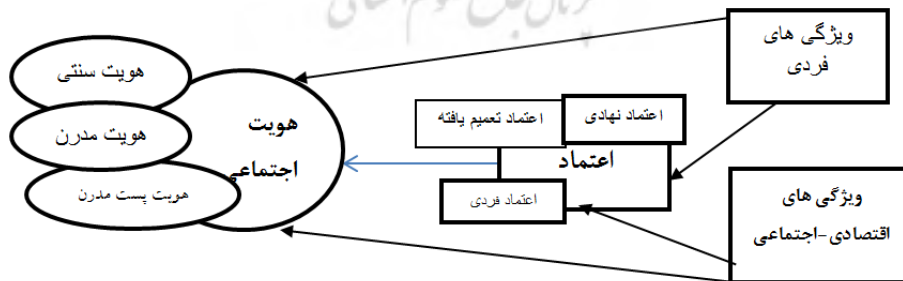 ویژگی های
فردی
هویت سنتی
هویت
اجتماعی
اعتماد نهادی
اعتماد تعمیم یافته
هویت مدرن
اعتماد
ویژگی های
اقتصادی-اجتماعی
اعتماد فردی
هویت پست مدرن